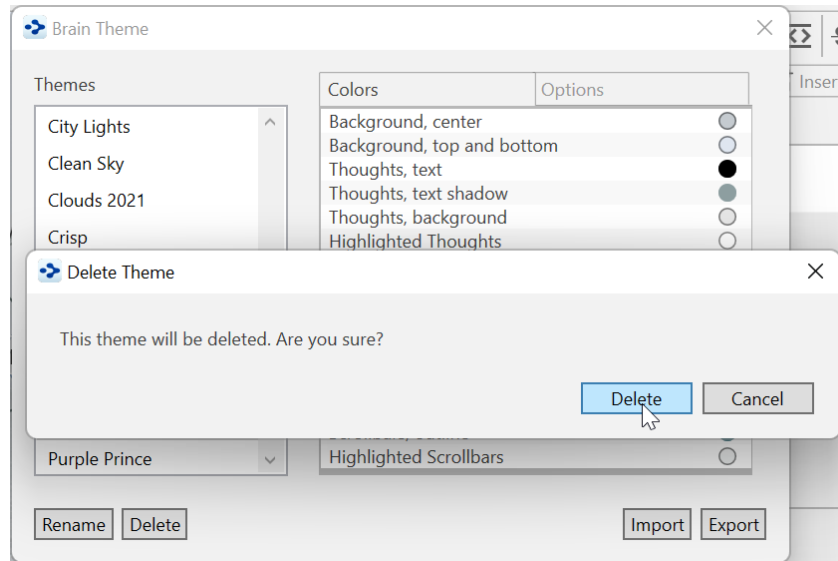 Brain Theme
Themes
Colors
Options
Inser
City Lights
Clean Sky
Clouds 2021
Crisp
Background, center
Background, top and bottom
Thoughts, text
Thoughts, text shadow
Thoughts, background
Highlighted Thoughts
Delete Theme
This theme will be deleted. Are you sure?
Delete
Cancel
Purple Prince
Highlighted Scrollbars
Rename
Delete
Import
Export